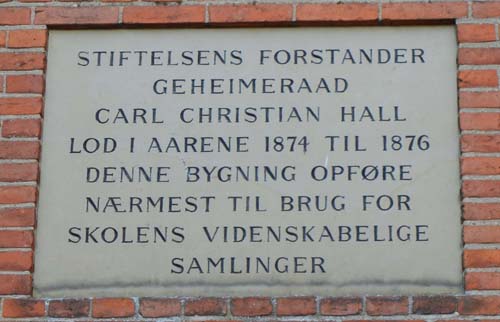 STIFTELSENS FORSTANDER
GEHEIMERAAD
CARL CHRISTIAN HALL
LOD I AARENE 1874 TIL 1876
DENNE BYGNING OPFØRE
NÆRMEST TIL BRUG FOR
SKOLENS VIDENSKABELIGE
SAMLINGER